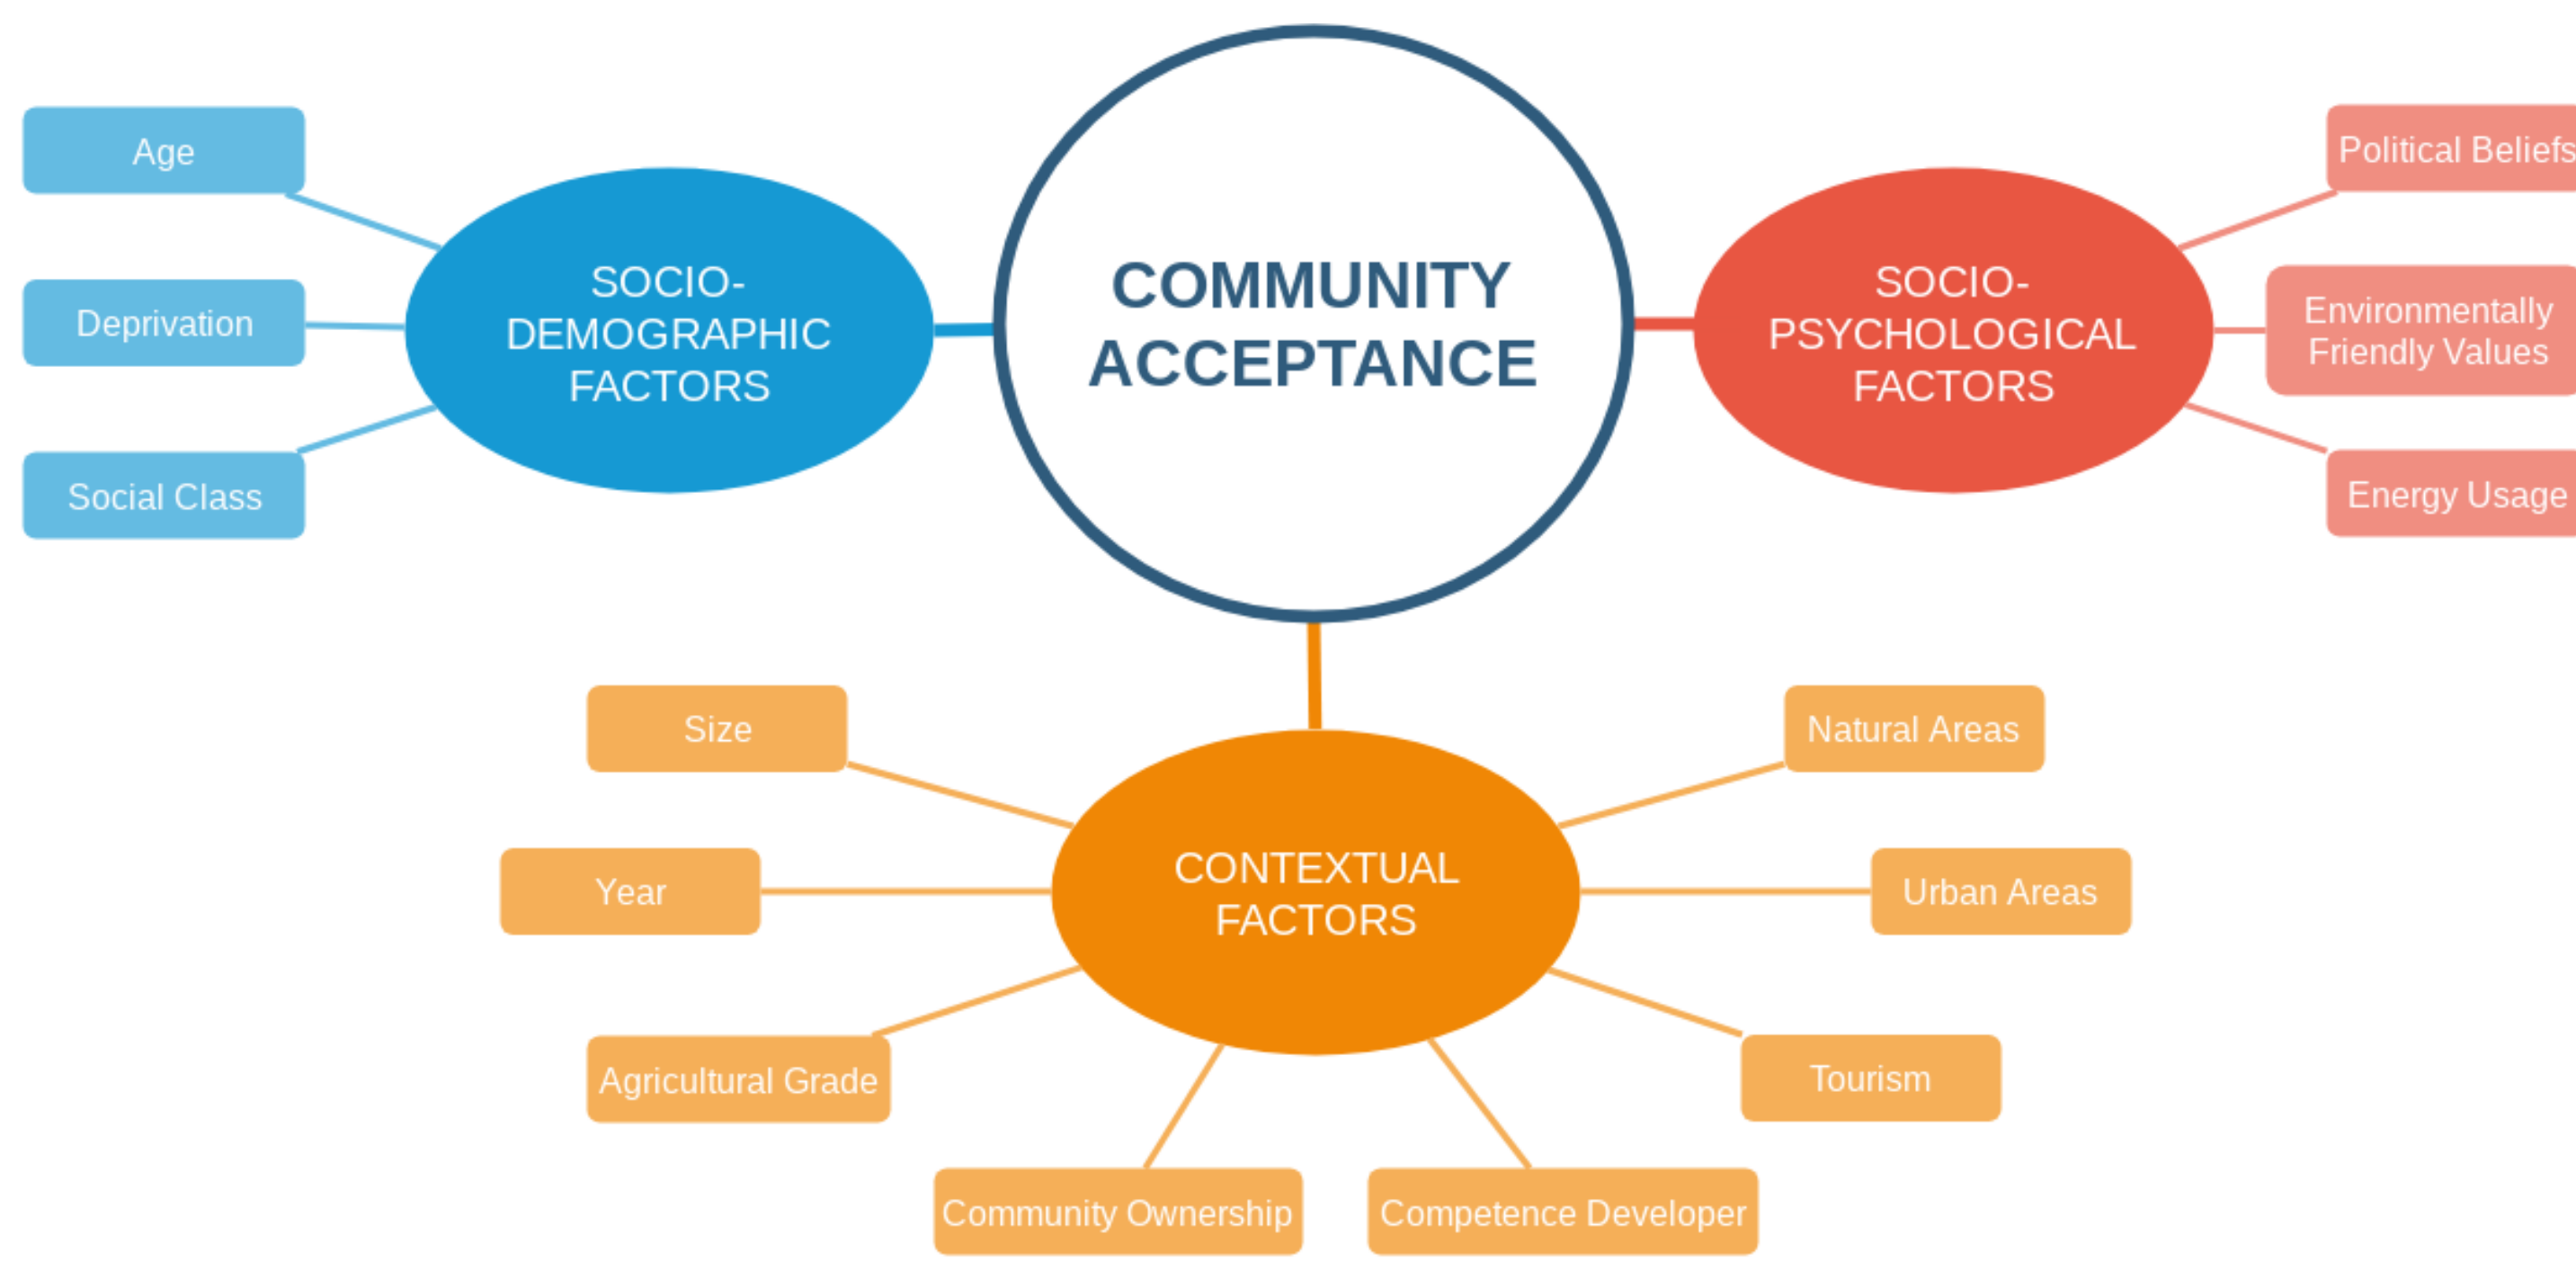 COMMUNITY
ACCEPTANCE
SOCIO-
DEMOGRAPHIC
FACTORS
Age
Deprivation
Social Class
SOCIO-
PSYCHOLOGICAL
FACTORS
Political Beliefs
Environmentally
Friendly Values
Energy Usage
CONTEXTUAL
FACTORS
Size
Year
Agricultural Grade
Community Ownership
Competence Developer
Tourism
Urban Areas
Natural Areas